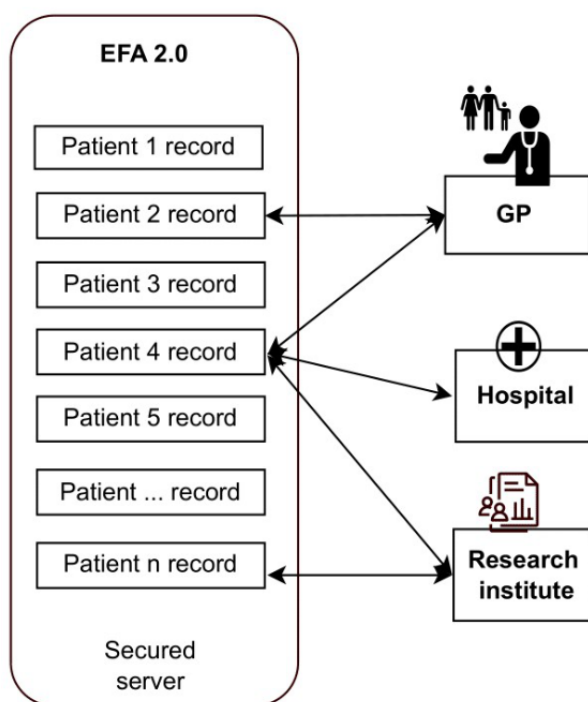 EFA 2.0
Patient 1 record
Patient 2 record
Patient 3 record
Patient 4 record
Patient 5 record
Patient ... record
Patient n record
Secured
server
GP
Hospital
Research
institute